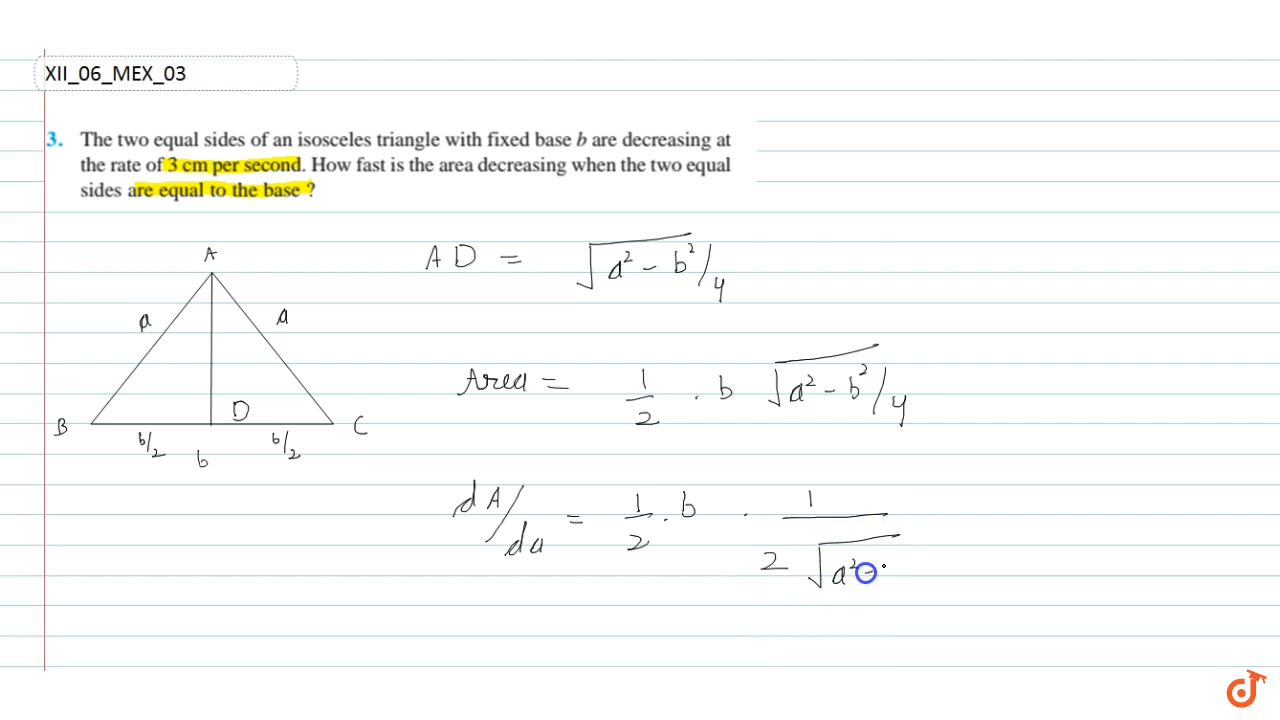 XII_06_MEX_03
3. The two equal sides of an isosceles triangle with fixed base b are decreasing at
the rate of 3 cm per second. How fast is the area decreasing when the two equal
sides are equal to the base ?
A
a a
B D C
b/2 b/2
b
AD = √(a² - b²/4)
Area = 1/2 . b √(a² - b²/4)
dA/da = 1/2 . b . 1/(2 √(a² -